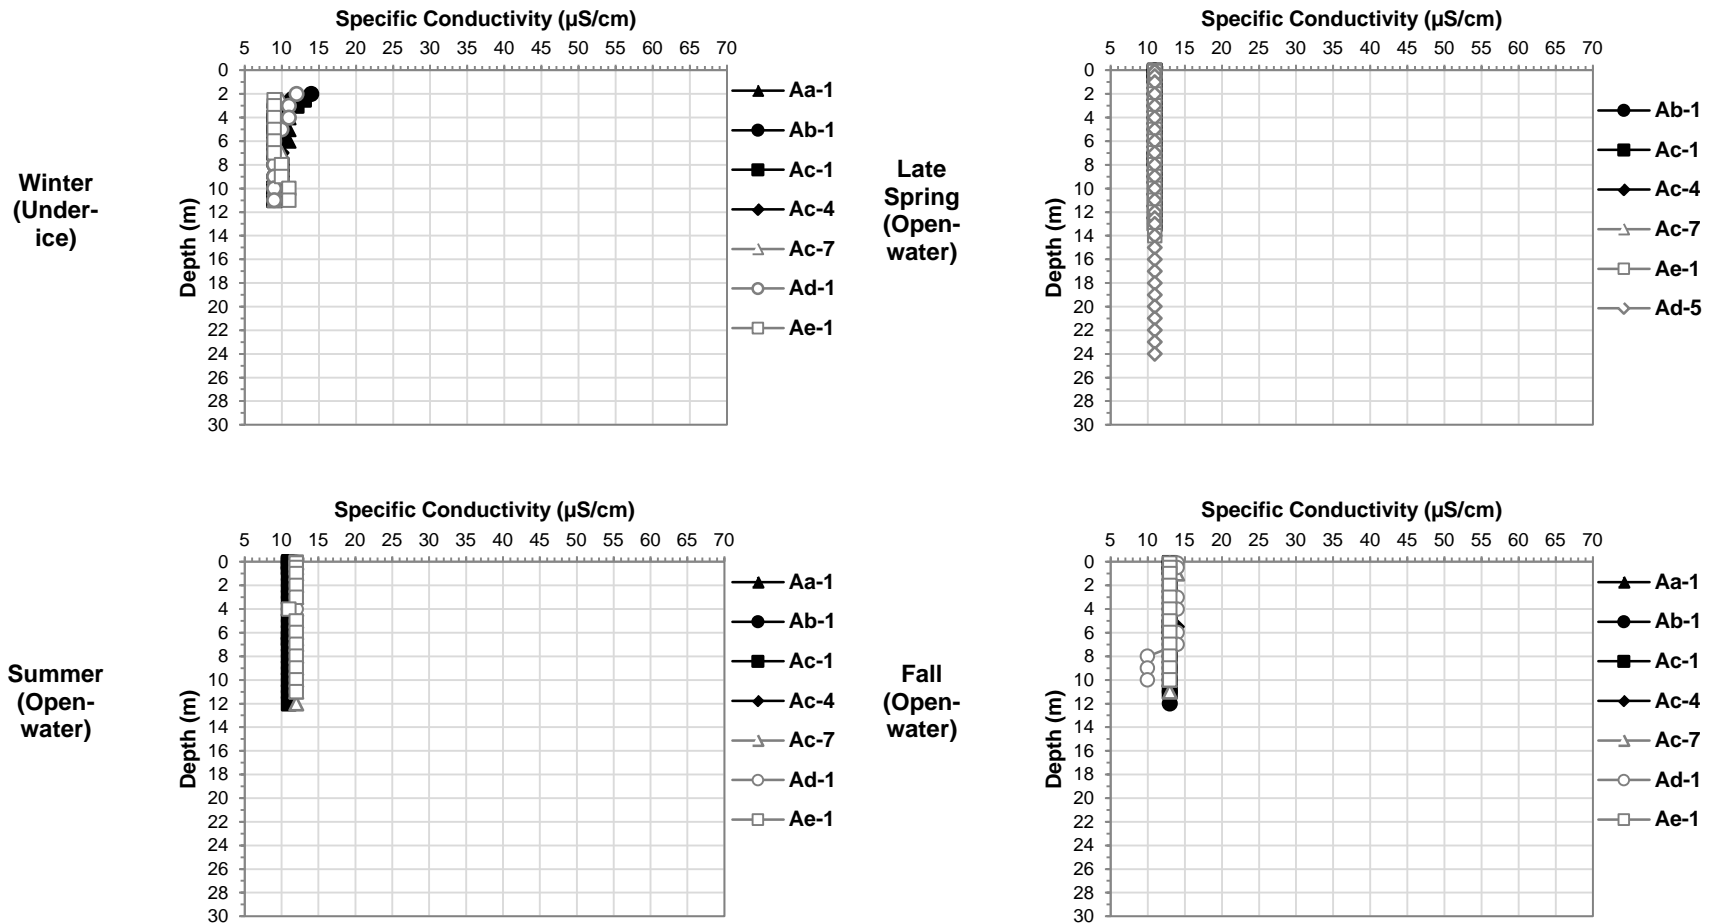 Winter
(Under-
ice)
Specific Conductivity (µS/cm)
5 10 15 20 25 30 35 40 45 50 55 60 65 70
Depth (m)
0
2
4
6
8
10
12
14
16
18
20
22
24
26
28
30
Aa-1
Ab-1
Ac-1
Ac-4
Ac-7
Ad-1
Ae-1
Late
Spring
(Open-
water)
Specific Conductivity (µS/cm)
5 10 15 20 25 30 35 40 45 50 55 60 65 70
Depth (m)
0
2
4
6
8
10
12
14
16
18
20
22
24
26
28
30
Ab-1
Ac-1
Ac-4
Ac-7
Ae-1
Ad-5
Summer
(Open-
water)
Specific Conductivity (µS/cm)
5 10 15 20 25 30 35 40 45 50 55 60 65 70
Depth (m)
0
2
4
6
8
10
12
14
16
18
20
22
24
26
28
30
Aa-1
Ab-1
Ac-1
Ac-4
Ac-7
Ad-1
Ae-1
Fall
(Open-
water)
Specific Conductivity (µS/cm)
5 10 15 20 25 30 35 40 45 50 55 60 65 70
Depth (m)
0
2
4
6
8
10
12
14
16
18
20
22
24
26
28
30
Aa-1
Ab-1
Ac-1
Ac-4
Ac-7
Ad-1
Ae-1